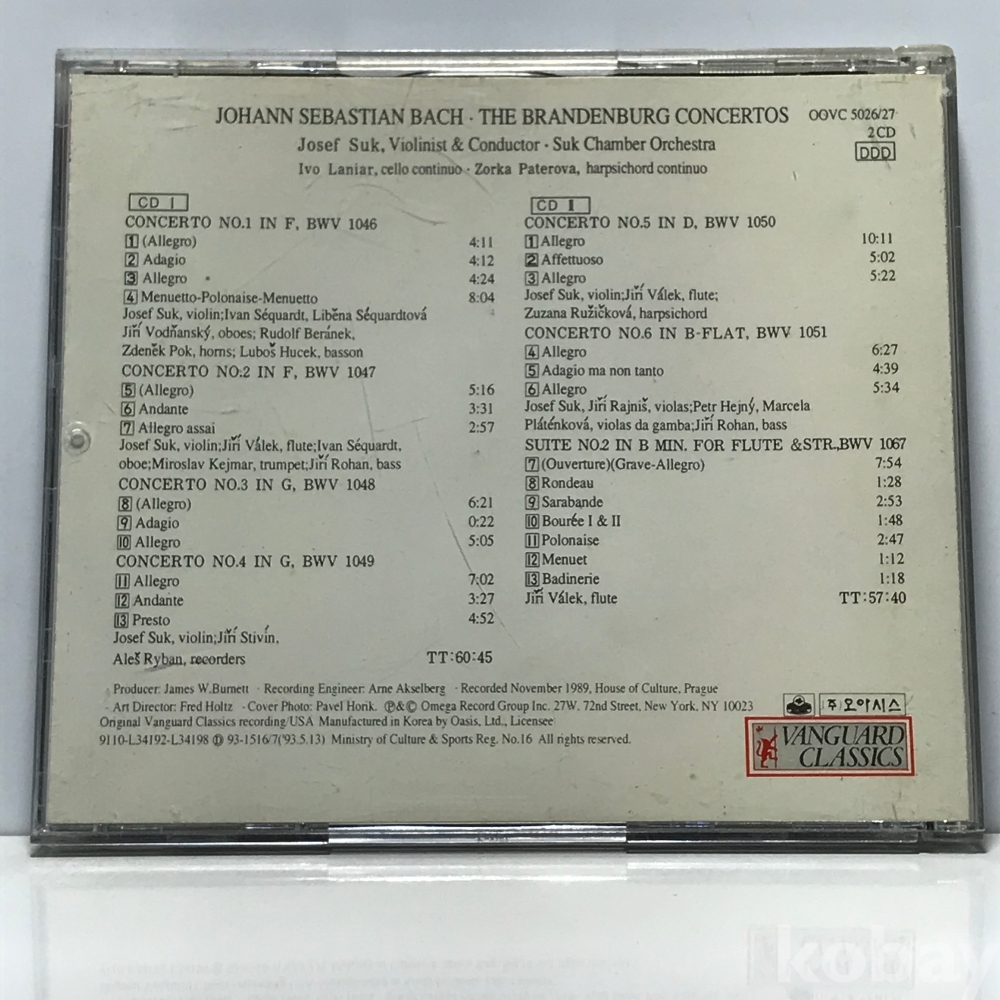 JOHANN SEBASTIAN BACH · THE BRANDENBURG CONCERTOS OOVC 5026/27
2CD
Josef Suk, Violinist & Conductor · Suk Chamber Orchestra
DDD
Ivo Laniar, cello continuo · Zorka Paterova, harpsichord continuo
CD I
CONCERTO NO.1 IN F, BWV 1046
1 (Allegro) 4:11
2 Adagio 4:12
3 Allegro 4:24
4 Menuetto-Polonaise-Menuetto 8:04
Josef Suk, violin;Ivan Séquardt, Liběna Séquardtová
Jiří Vodňanský, oboes; Rudolf Beránek,
Zdeněk Pok, horns; Luboš Hucek, basson
CONCERTO NO.2 IN F, BWV 1047
5 (Allegro) 5:16
6 Andante 3:31
7 Allegro assai 2:57
Josef Suk, violin;Jiří Válek, flute;Ivan Séquardt,
oboe;Miroslav Kejmar, trumpet;Jiří Rohan, bass
CONCERTO NO.3 IN G, BWV 1048
8 (Allegro) 6:21
9 Adagio 0:22
10 Allegro 5:05
CONCERTO NO.4 IN G, BWV 1049
11 Allegro 7:02
12 Andante 3:27
13 Presto 4:52
Josef Suk, violin;Jiří Stivín,
Aleš Ryban, recorders TT:60:45
CD II
CONCERTO NO.5 IN D, BWV 1050
1 Allegro 10:11
2 Affettuoso 5:02
3 Allegro 5:22
Josef Suk, violin;Jiří Válek, flute;
Zuzana Ružičková, harpsichord
CONCERTO NO.6 IN B-FLAT, BWV 1051
4 Allegro 6:27
5 Adagio ma non tanto 4:39
6 Allegro 5:34
Josef Suk, Jiří Rajniš, violas;Petr Hejný, Marcela
Pláténková, violas da gamba;Jiří Rohan, bass
SUITE NO.2 IN B MIN. FOR FLUTE &STR.,BWV 1067
7 (Ouverture)(Grave-Allegro) 7:54
8 Rondeau 1:28
9 Sarabande 2:53
10 Bourée I & II 1:48
11 Polonaise 2:47
12 Menuet 1:12
13 Badinerie 1:18
Jiří Válek, flute TT:57:40
Producer: James W.Burnett · Recording Engineer: Arne Akselberg · Recorded November 1989, House of Culture, Prague
· Art Director: Fred Holtz · Cover Photo: Pavel Horik. ℗&© Omega Record Group Inc. 27W. 72nd Street, New York, NY 10023
Original Vanguard Classics recording/USA Manufactured in Korea by Oasis, Ltd., Licensee
9110-L34192-L34198 Ⓓ 93-1516/7('93.5.13) Ministry of Culture & Sports Reg. No.16 All rights reserved.
(주)오아시스
VANGUARD
CLASSICS
kobay